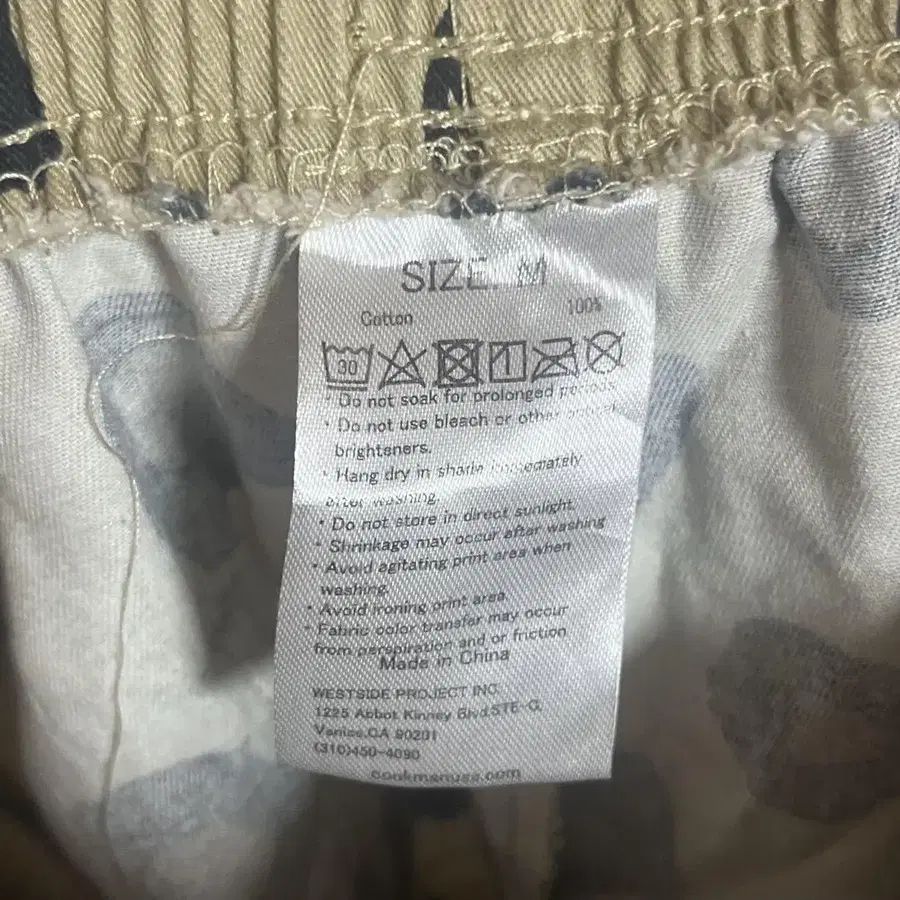 SIZE. M
Cotton 100%
30
* Do not soak for prolonged periods
* Do not use bleach or other optical
brighteners.
* Hang dry in shade immediately
after washing.
* Do not store in direct sunlight.
* Shrinkage may occur after washing
* Avoid agitating print area when
washing.
* Avoid ironing print area
* Fabric color transfer may occur
from perspiration and or friction
Made in China
WESTSIDE PROJECT INC.
1225 Abbot Kinney Blvd.STE-C,
Venice,CA 90201
(310)450-4090
cookmanusa.com